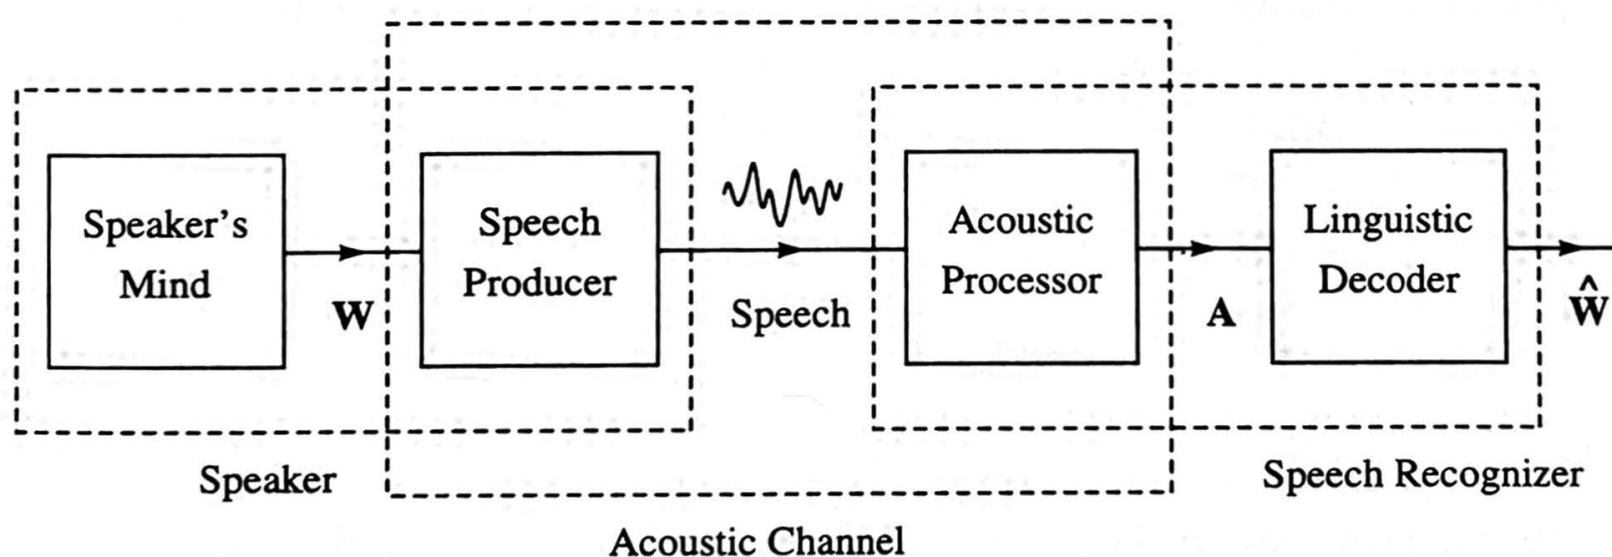 Speaker's
Mind
W
Speech
Producer
Speech
Acoustic
Processor
A
Linguistic
Decoder
Ŵ
Speaker
Acoustic Channel
Speech Recognizer